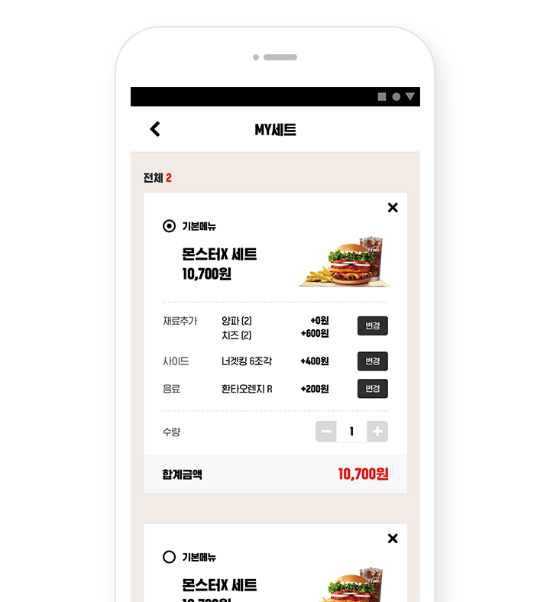 MY세트
전체 2
기본메뉴
몬스터X 세트
10,700원
재료추가 양파 (2) +0원 변경
치즈 (2) +600원
사이드 너겟킹 6조각 +400원 변경
음료 환타오렌지 R +200원 변경
수량 1
합계금액 10,700원
기본메뉴
몬스터X 세트